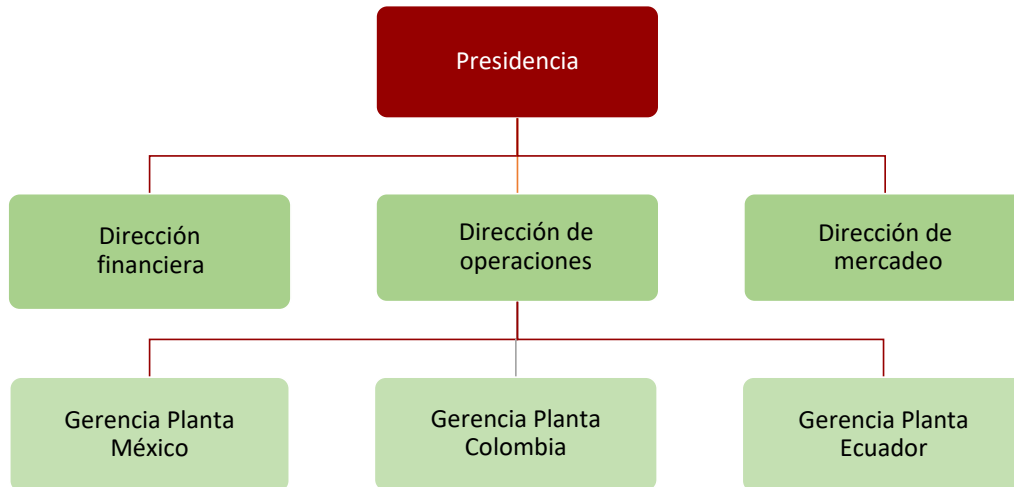 Presidencia
Dirección
financiera
Dirección de
operaciones
Dirección de
mercadeo
Gerencia Planta
México
Gerencia Planta
Colombia
Gerencia Planta
Ecuador